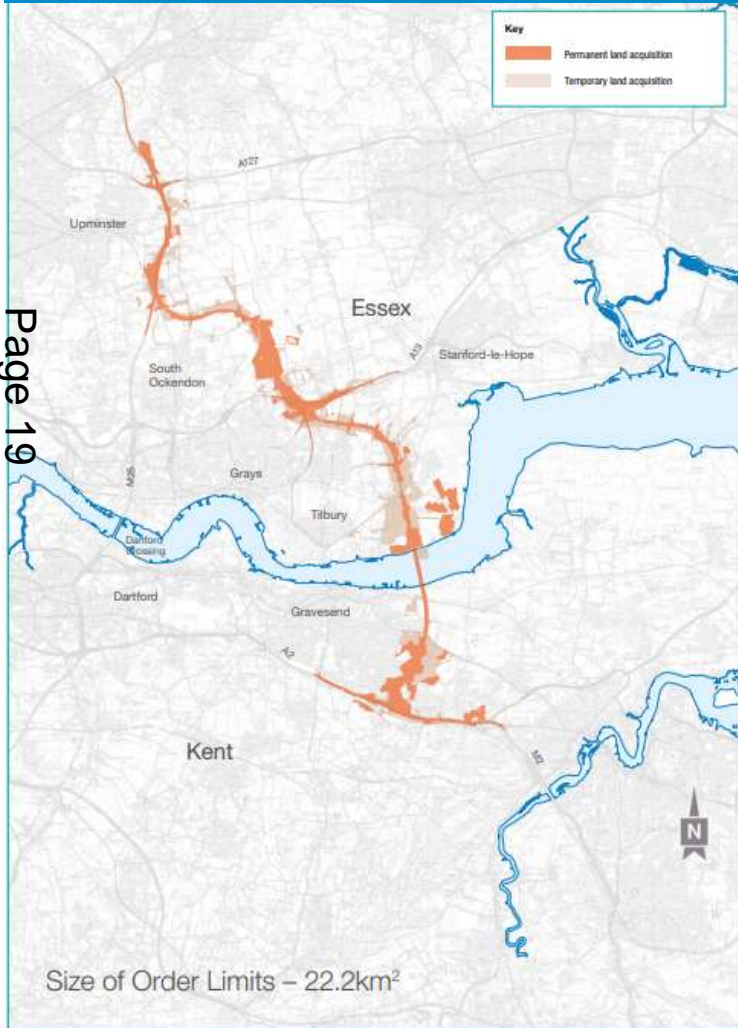 Key
Permanent land acquisition
Temporary land acquisition
A127
Upminster
Essex
A13
Stanford-le-Hope
South
Ockendon
Page 19
M25
Grays
Tilbury
Dartford
Crossing
Dartford
Gravesend
A2
Kent
M2
N
Size of Order Limits – 22.2km²